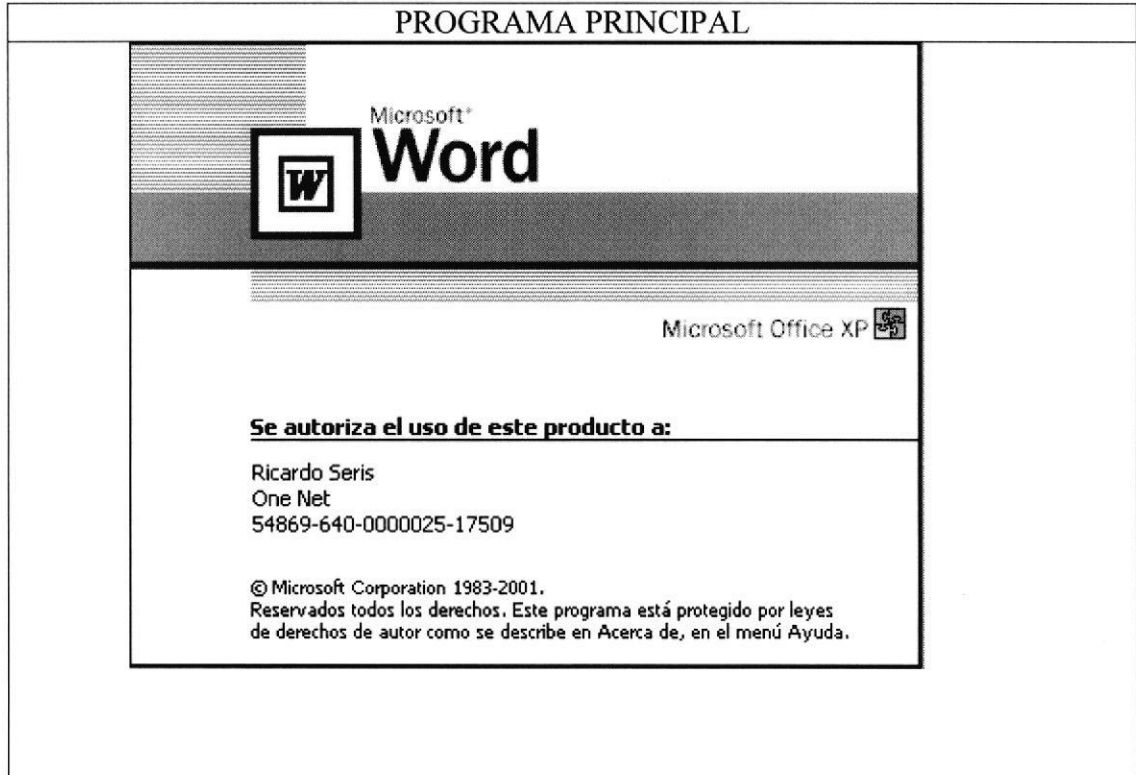 PROGRAMA PRINCIPAL
Microsoft®
Word
W
Microsoft Office XP
Se autoriza el uso de este producto a:
Ricardo Seris
One Net
54869-640-0000025-17509
© Microsoft Corporation 1983-2001.
Reservados todos los derechos. Este programa está protegido por leyes
de derechos de autor como se describe en Acerca de, en el menú Ayuda.